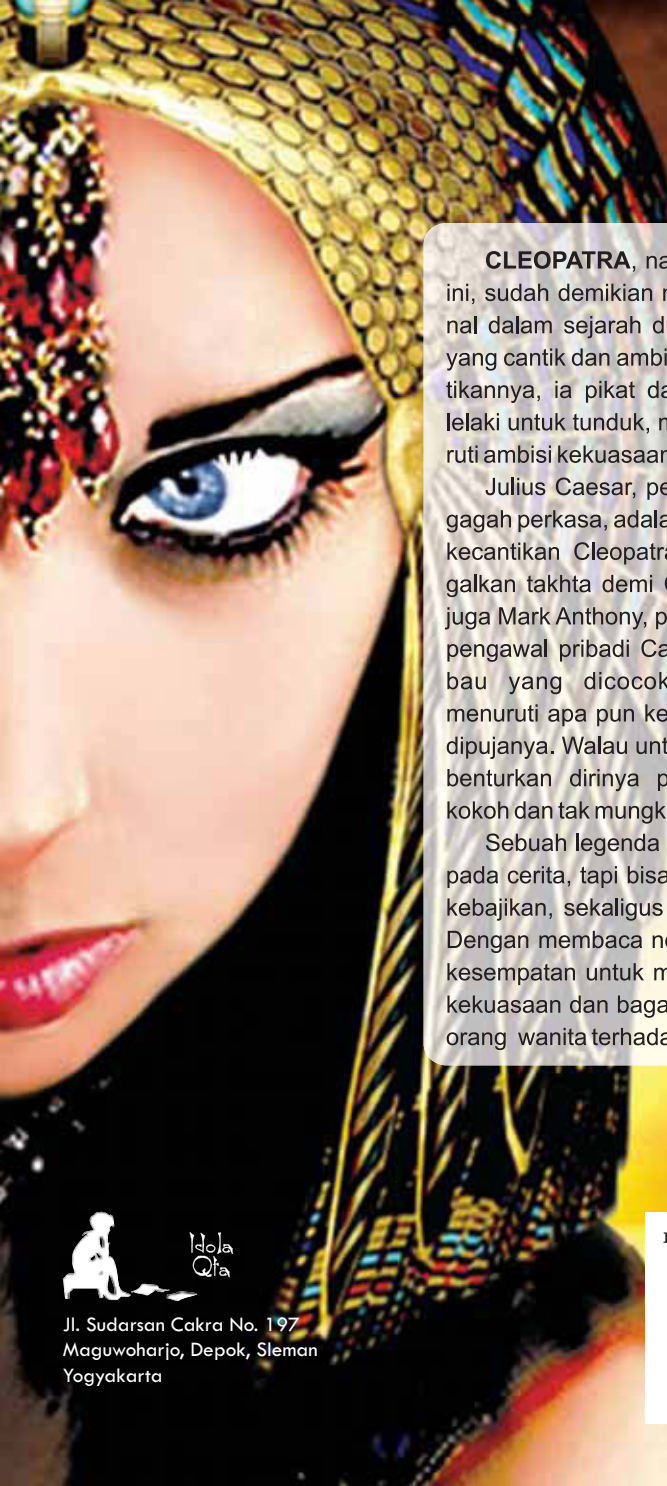 CLEOPATRA, na
ini, sudah demikian
nal dalam sejarah d
yang cantik dan ambi
tikannya, ia pikat da
lelaki untuk tunduk,
ruti ambisi kekuasaan
Julius Caesar, pe
gagah perkasa, adala
kecantikan Cleopatra
galkan takhta demi
juga Mark Anthony, p
pengawal pribadi Ca
bau yang dicocok
menuruti apa pun ke
dipujanya. Walau unt
benturkan dirinya p
kokoh dan tak mungk
Sebuah legenda
pada cerita, tapi bisa
kebajikan, sekaligus
Dengan membaca no
kesempatan untuk m
kekuasaan dan baga
orang wanita terhada
Idola
Qta
Jl. Sudarsan Cakra No. 197
Maguwoharjo, Depok, Sleman
Yogyakarta